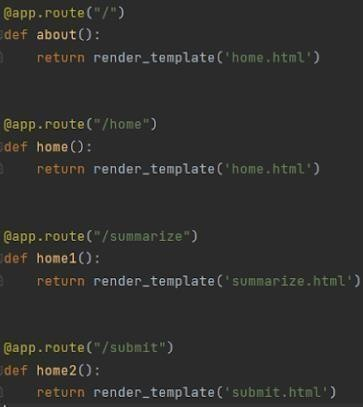 @app.route("/")
def about():
    return render_template('home.html')
@app.route("/home")
def home():
    return render_template('home.html')
@app.route("/summarize")
def home1():
    return render_template('summarize.html')
@app.route("/submit")
def home2():
    return render_template('submit.html')